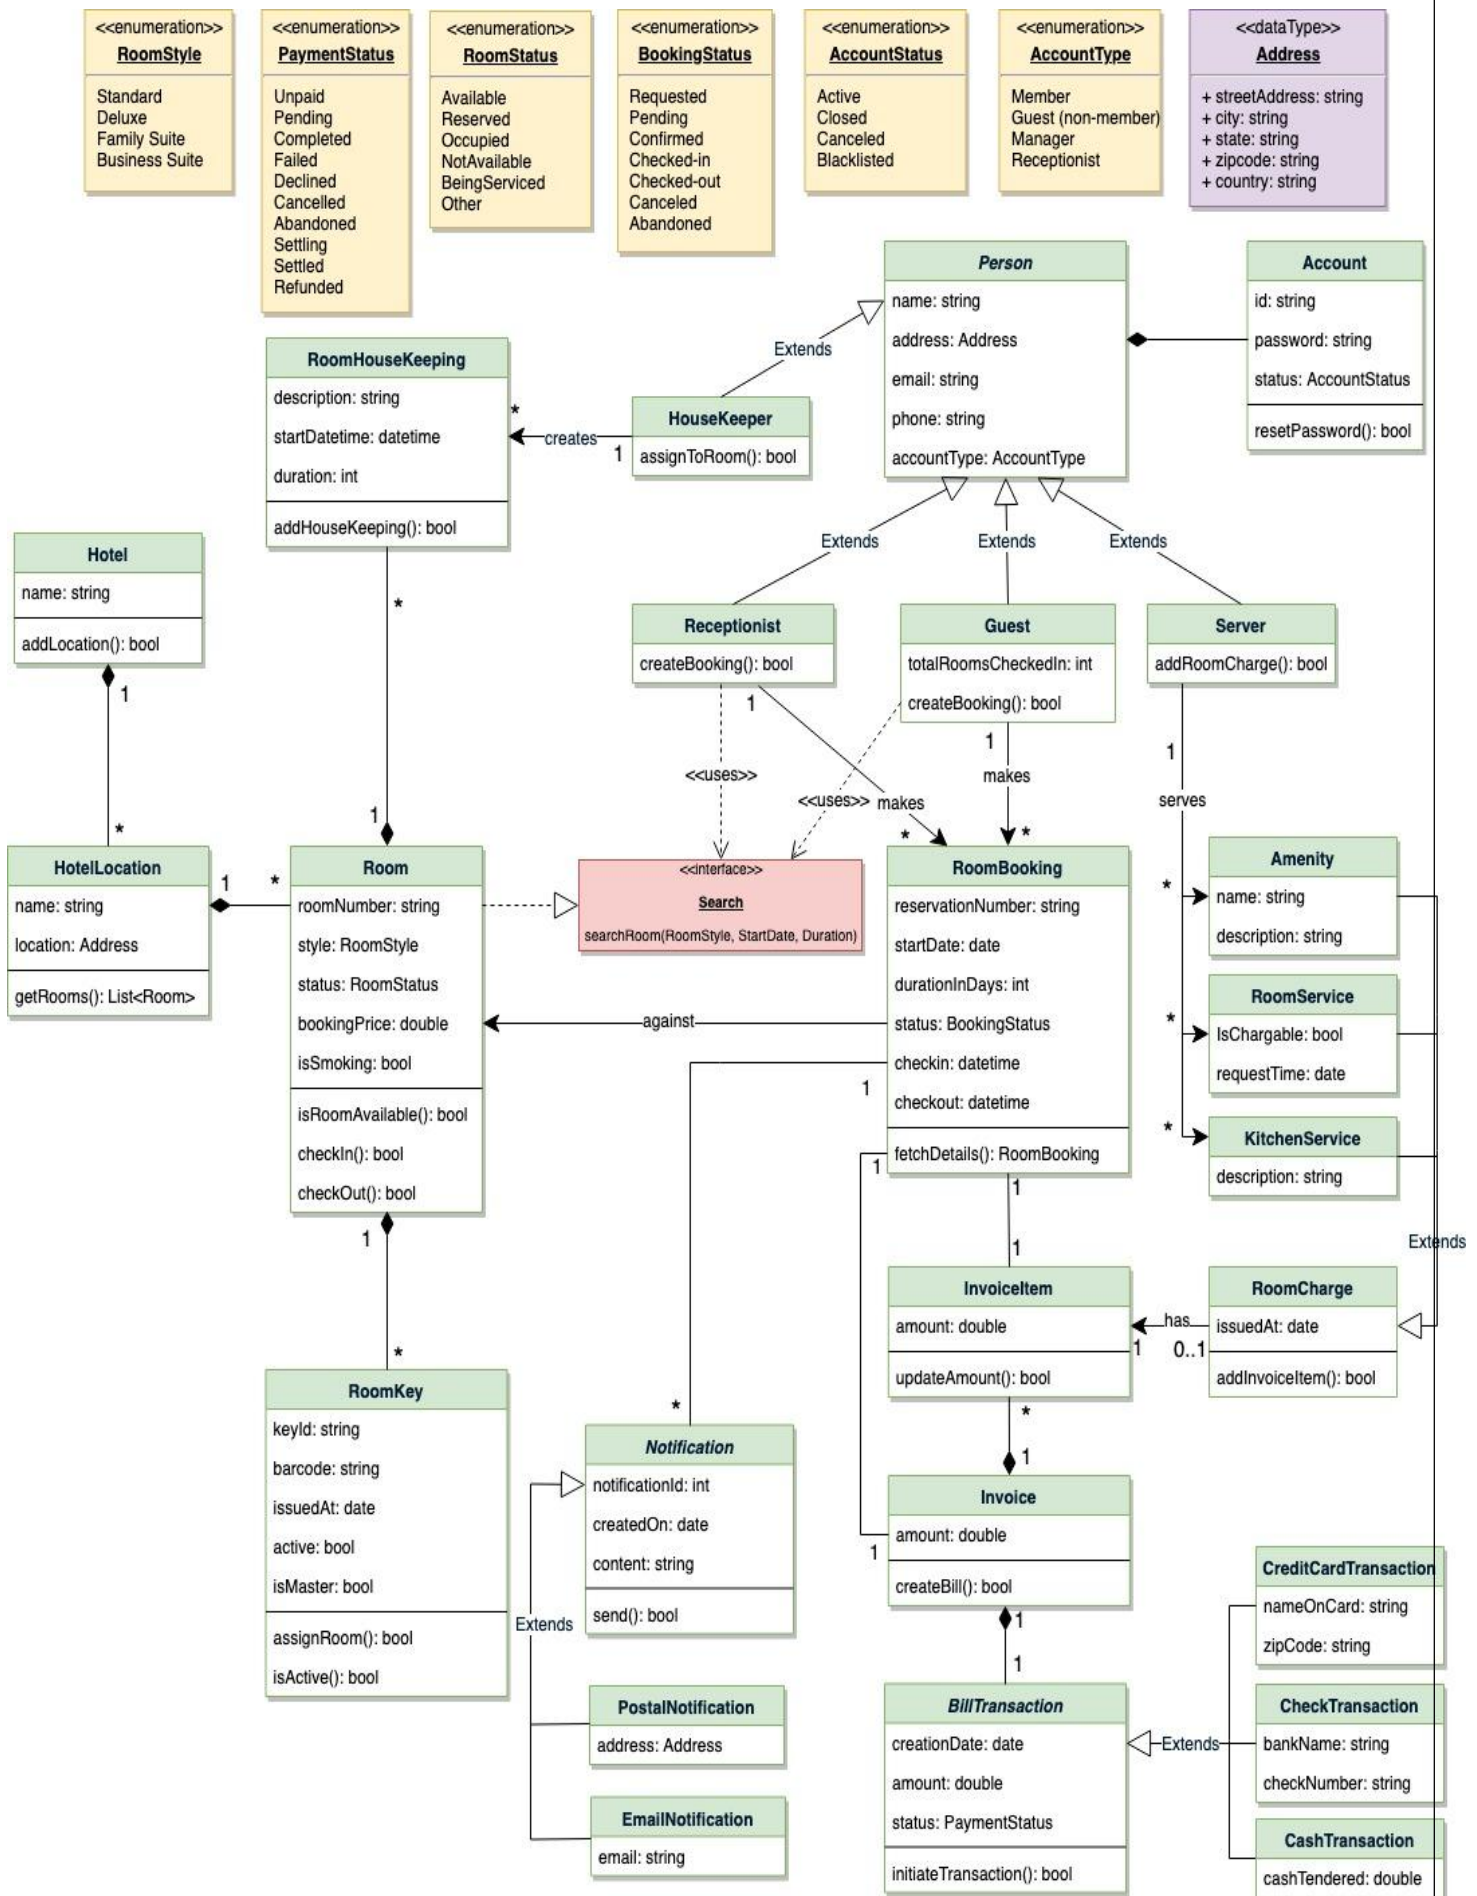 <<enumeration>>
RoomStyle
Standard
Deluxe
Family Suite
Business Suite
<<enumeration>>
PaymentStatus
Unpaid
Pending
Completed
Failed
Declined
Cancelled
Abandoned
Settling
Settled
Refunded
<<enumeration>>
RoomStatus
Available
Reserved
Occupied
NotAvailable
BeingServiced
Other
<<enumeration>>
BookingStatus
Requested
Pending
Confirmed
Checked-in
Checked-out
Canceled
Abandoned
<<enumeration>>
AccountStatus
Active
Closed
Canceled
Blacklisted
<<enumeration>>
AccountType
Member
Guest (non-member)
Manager
Receptionist
<<dataType>>
Address
+ streetAddress: string
+ city: string
+ state: string
+ zipcode: string
+ country: string
Person
name: string
address: Address
email: string
phone: string
accountType: AccountType
Account
id: string
password: string
status: AccountStatus
resetPassword(): bool
Extends
RoomHouseKeeping
description: string
startDatetime: datetime
duration: int
addHouseKeeping(): bool
*
creates
1
HouseKeeper
assignToRoom(): bool
Hotel
name: string
addLocation(): bool
1
*
*
1
Extends
Extends
Extends
Receptionist
createBooking(): bool
Guest
totalRoomsCheckedIn: int
createBooking(): bool
Server
addRoomCharge(): bool
1
1
1
<<uses>>
<<uses>>
makes
makes
serves
*
*
HotelLocation
name: string
location: Address
getRooms(): List<Room>
1
*
Room
roomNumber: string
style: RoomStyle
status: RoomStatus
bookingPrice: double
isSmoking: bool
isRoomAvailable(): bool
checkIn(): bool
checkOut(): bool
<<interface>>
Search
searchRoom(RoomStyle, StartDate, Duration)
RoomBooking
reservationNumber: string
startDate: date
durationInDays: int
status: BookingStatus
checkin: datetime
checkout: datetime
fetchDetails(): RoomBooking
against
1
1
1
*
Amenity
name: string
description: string
*
RoomService
IsChargable: bool
requestTime: date
*
KitchenService
description: string
Extends
1
*
1
InvoiceItem
amount: double
updateAmount(): bool
has
1
0..1
RoomCharge
issuedAt: date
addInvoiceItem(): bool
RoomKey
keyId: string
barcode: string
issuedAt: date
active: bool
isMaster: bool
assignRoom(): bool
isActive(): bool
*
Notification
notificationId: int
createdOn: date
content: string
send(): bool
Extends
*
1
Invoice
amount: double
createBill(): bool
1
1
1
PostalNotification
address: Address
EmailNotification
email: string
BillTransaction
creationDate: date
amount: double
status: PaymentStatus
initiateTransaction(): bool
Extends
CreditCardTransaction
nameOnCard: string
zipCode: string
CheckTransaction
bankName: string
checkNumber: string
CashTransaction
cashTendered: double